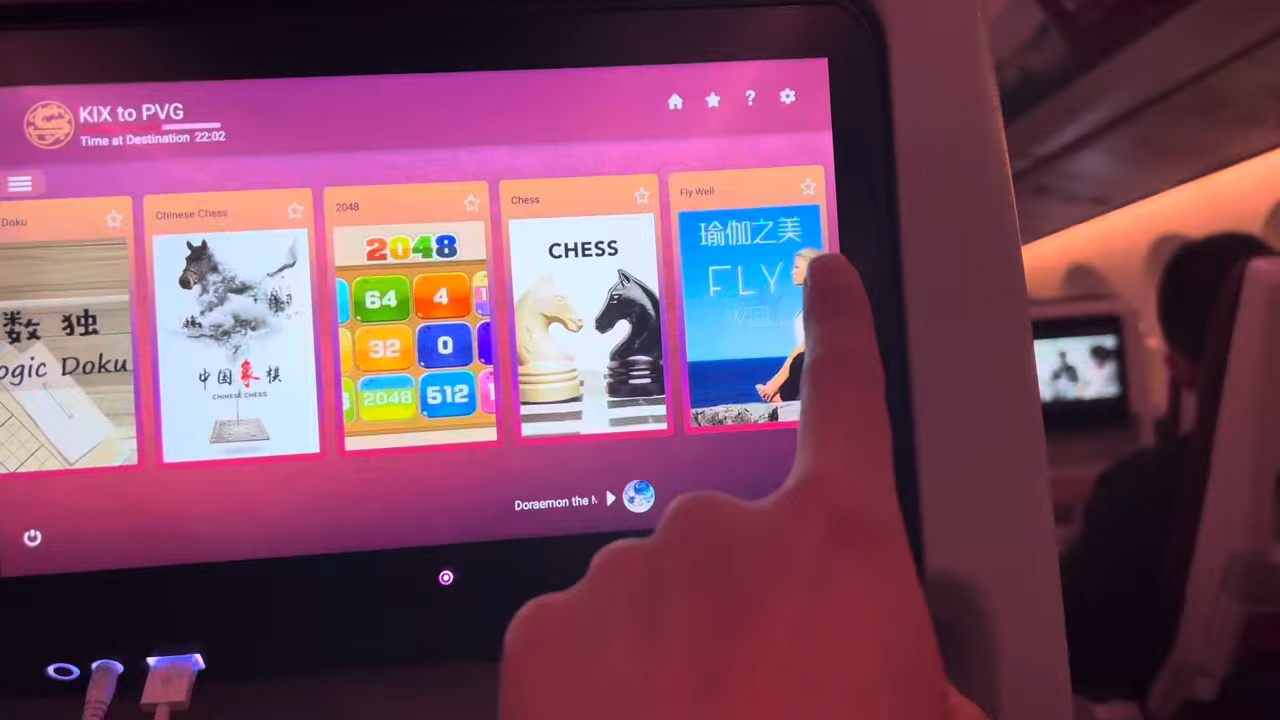 KIX to PVG
Time at Destination 22:02
Doku
数独
ogic Doku
Chinese Chess
中国象棋
CHINESE CHESS
2048
2048
64
4
1
32
0
2048
512
Chess
CHESS
Fly Well
瑜伽之美
FLY
WELL
Doraemon the